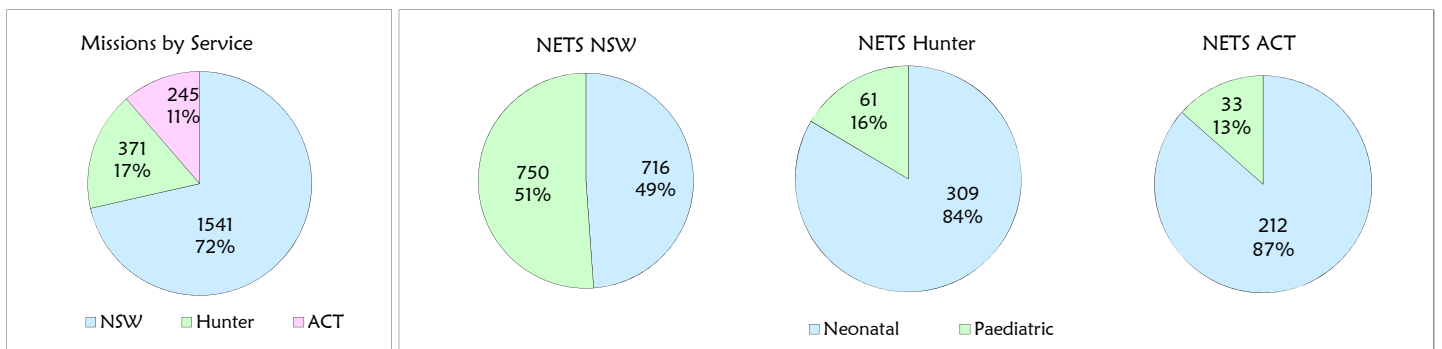 Missions by Service
245
11%
371
17%
1541
72%
NSW
Hunter
ACT
NETS NSW
750
51%
716
49%
NETS Hunter
61
16%
309
84%
NETS ACT
33
13%
212
87%
Neonatal
Paediatric